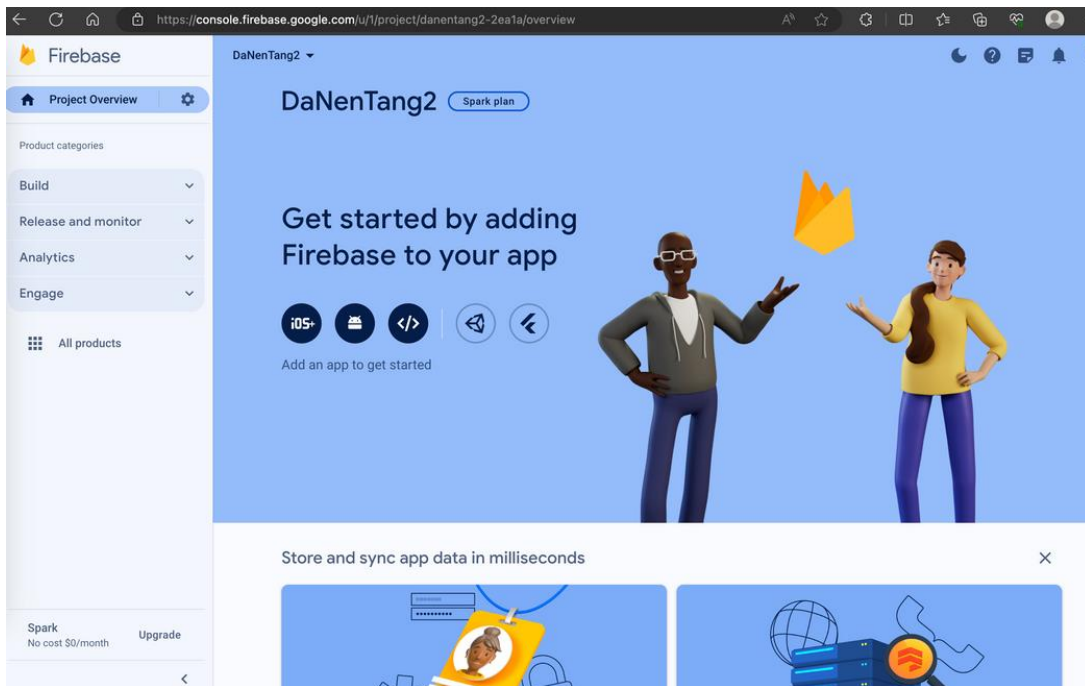 https://console.firebase.google.com/u/1/project/danentang2-2ea1a/overview
Firebase
DaNenTang2
Project Overview
DaNenTang2
Spark plan
Product categories
Build
Release and monitor
Analytics
Engage
All products
Get started by adding
Firebase to your app
iOS+
</>
Add an app to get started
Store and sync app data in milliseconds
Spark
No cost $0/month
Upgrade